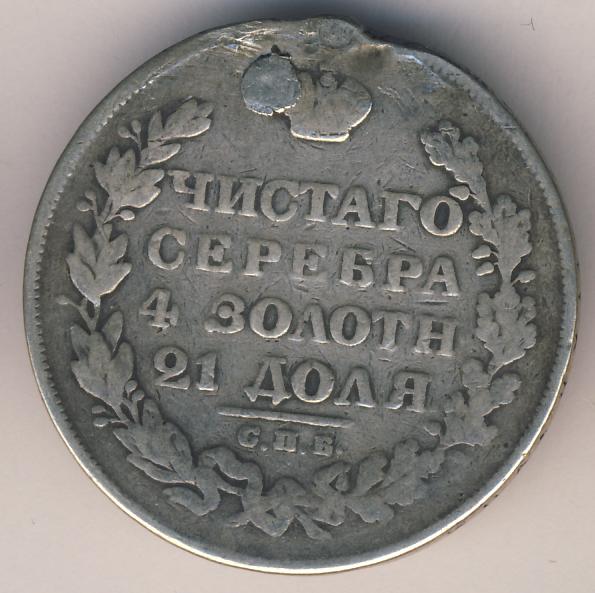 ЧИСТАГО
СЕРЕБРА
4 ЗОЛОТН
21 ДОЛЯ
С.П.Б.